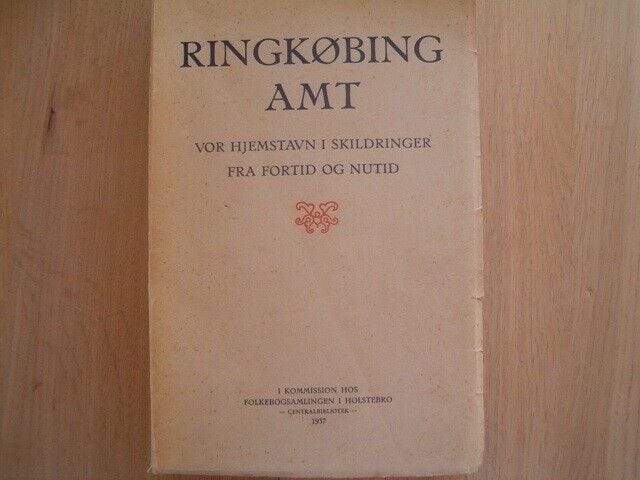 RINGKØBING
AMT
VOR HJEMSTAVN I SKILDRINGER
FRA FORTID OG NUTID
I KOMMISSION HOS
FOLKEBOGSAMLINGEN I HOLSTEBRO
— CENTRALBIBLIOTEK —
1937